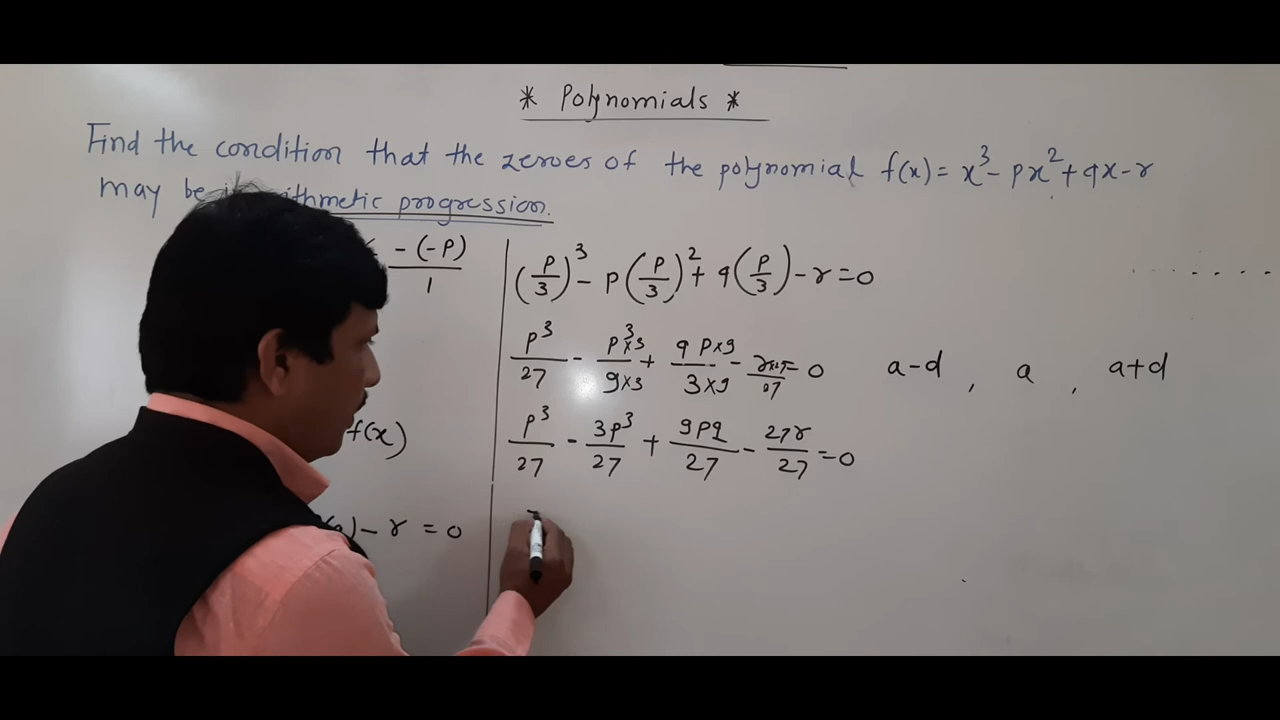 * Polynomials *
Find the condition that the zeroes of the polynomial f(x) = x³ - px² + qx - r
may be arithmetic progression.
-(-P)/1
f(x)
- r = 0
(P/3)³ - P(P/3)² + q(P/3) - r = 0
P³/27 - P³×3/9×3 + q P×9/3×9 - r×27/27 = 0
P³/27 - 3P³/27 + 9Pq/27 - 27r/27 = 0
a-d , a , a+d